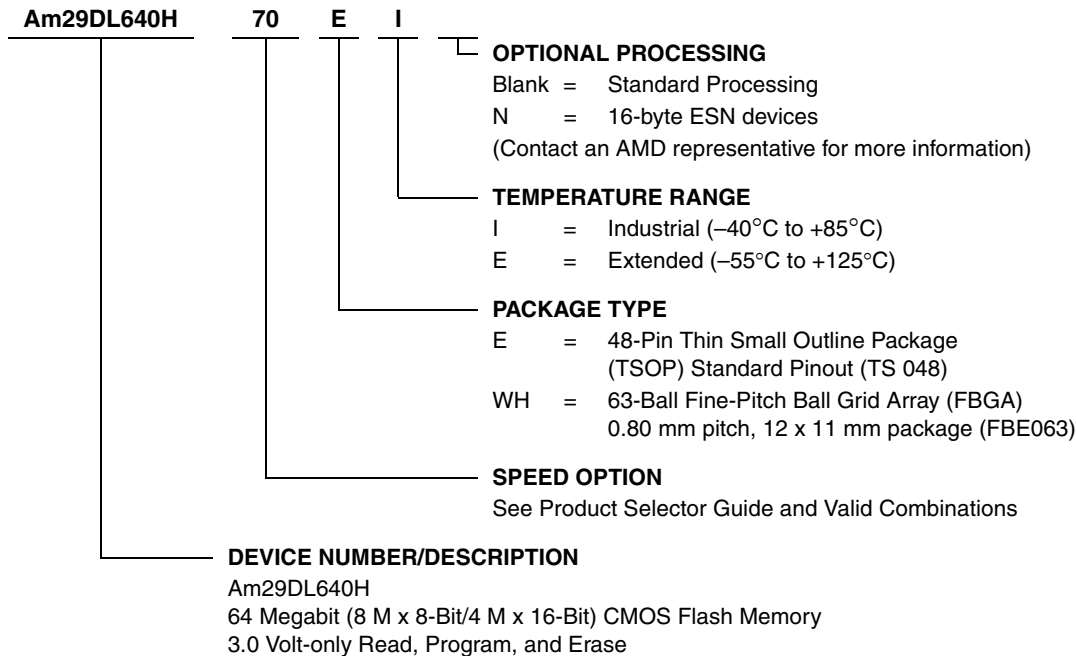 Am29DL640H 70 E I
OPTIONAL PROCESSING
Blank = Standard Processing
N = 16-byte ESN devices
(Contact an AMD representative for more information)
TEMPERATURE RANGE
I = Industrial (–40°C to +85°C)
E = Extended (–55°C to +125°C)
PACKAGE TYPE
E = 48-Pin Thin Small Outline Package
(TSOP) Standard Pinout (TS 048)
WH = 63-Ball Fine-Pitch Ball Grid Array (FBGA)
0.80 mm pitch, 12 x 11 mm package (FBE063)
SPEED OPTION
See Product Selector Guide and Valid Combinations
DEVICE NUMBER/DESCRIPTION
Am29DL640H
64 Megabit (8 M x 8-Bit/4 M x 16-Bit) CMOS Flash Memory
3.0 Volt-only Read, Program, and Erase